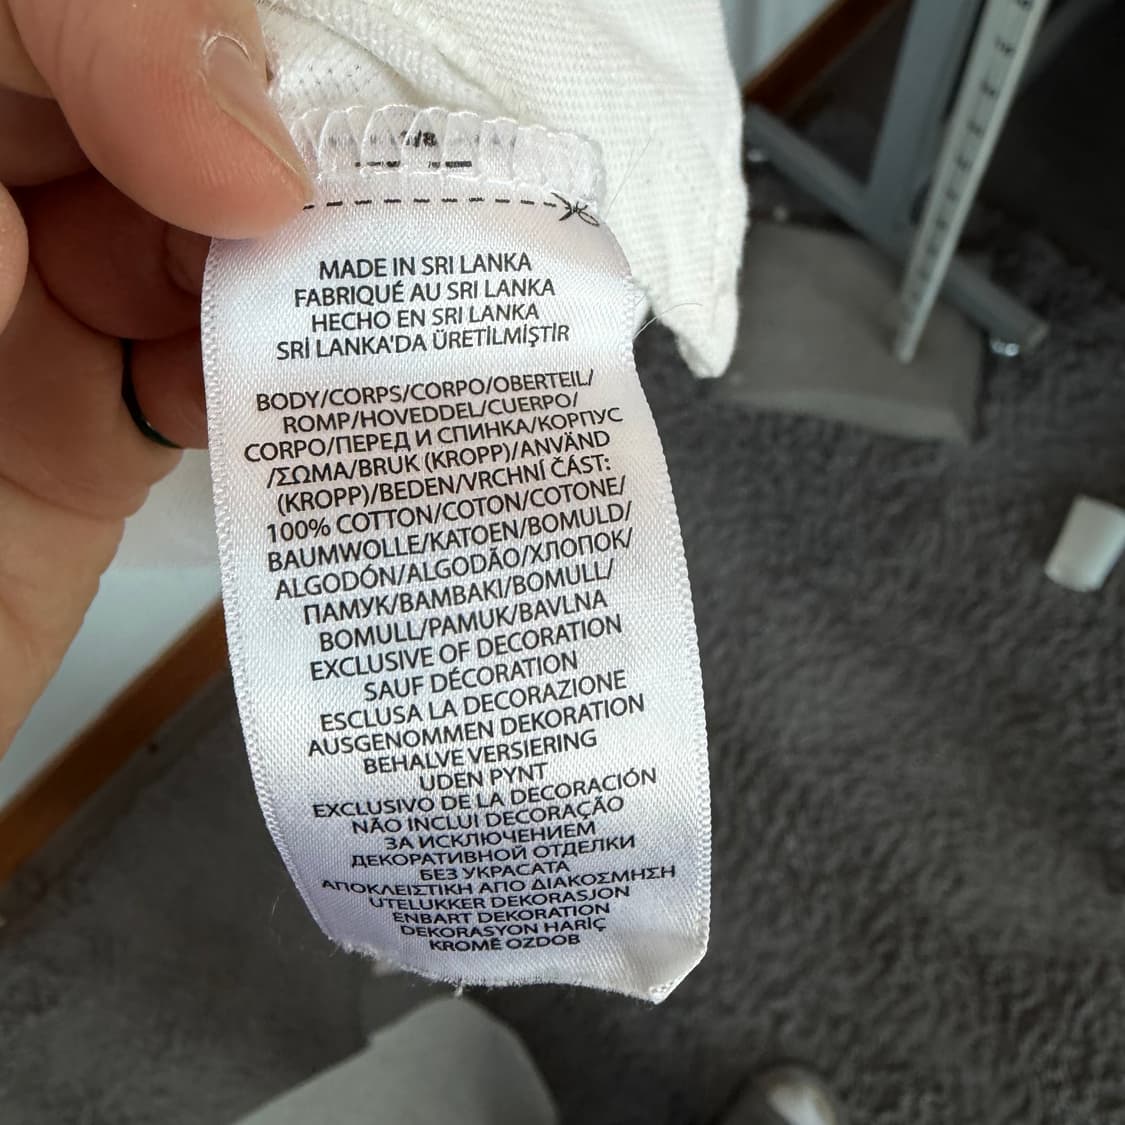 MADE IN SRI LANKA
FABRIQUÉ AU SRI LANKA
HECHO EN SRI LANKA
SRİ LANKA'DA ÜRETİLMİŞTİR
BODY/CORPS/CORPO/OBERTEIL/
ROMP/HOVEDDEL/CUERPO/
CORPO/ПЕРЕД И СПИНКА/КОРПУС
/ΣΩΜΑ/BRUK (KROPP)/ANVÄND
(KROPP)/BEDEN/VRCHNÍ ČÁST:
100% COTTON/COTON/COTONE/
BAUMWOLLE/KATOEN/BOMULD/
ALGODÓN/ALGODÃO/ХЛОПОК/
ПАМУК/ΒΑΜΒΑΚΙ/BOMULL/
BOMULL/PAMUK/BAVLNA
EXCLUSIVE OF DECORATION
SAUF DÉCORATION
ESCLUSA LA DECORAZIONE
AUSGENOMMEN DEKORATION
BEHALVE VERSIERING
UDEN PYNT
EXCLUSIVO DE LA DECORACIÓN
NÃO INCLUI DECORAÇÃO
ЗА ИСКЛЮЧЕНИЕМ
ДЕКОРАТИВНОЙ ОТДЕЛКИ
БЕЗ УКРАСАТА
ΑΠΟΚΛΕΙΣΤΙΚΗ ΑΠΟ ΔΙΑΚΟΣΜΗΣΗ
UTELUKKER DEKORASJON
ENBART DEKORATION
DEKORASYON HARİÇ
KROMĚ OZDOB